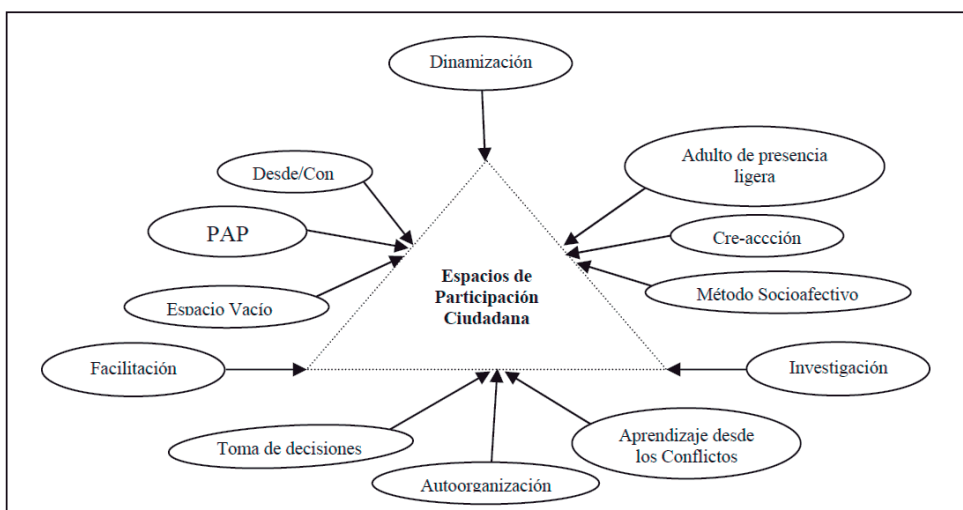 Dinamización
Desde/Con
Adulto de presencia
ligera
PAP
Cre-accción
Espacios de
Participación
Ciudadana
Espacio Vacío
Método Socioafectivo
Facilitación
Investigación
Toma de decisiones
Aprendizaje desde
los Conflictos
Autoorganización